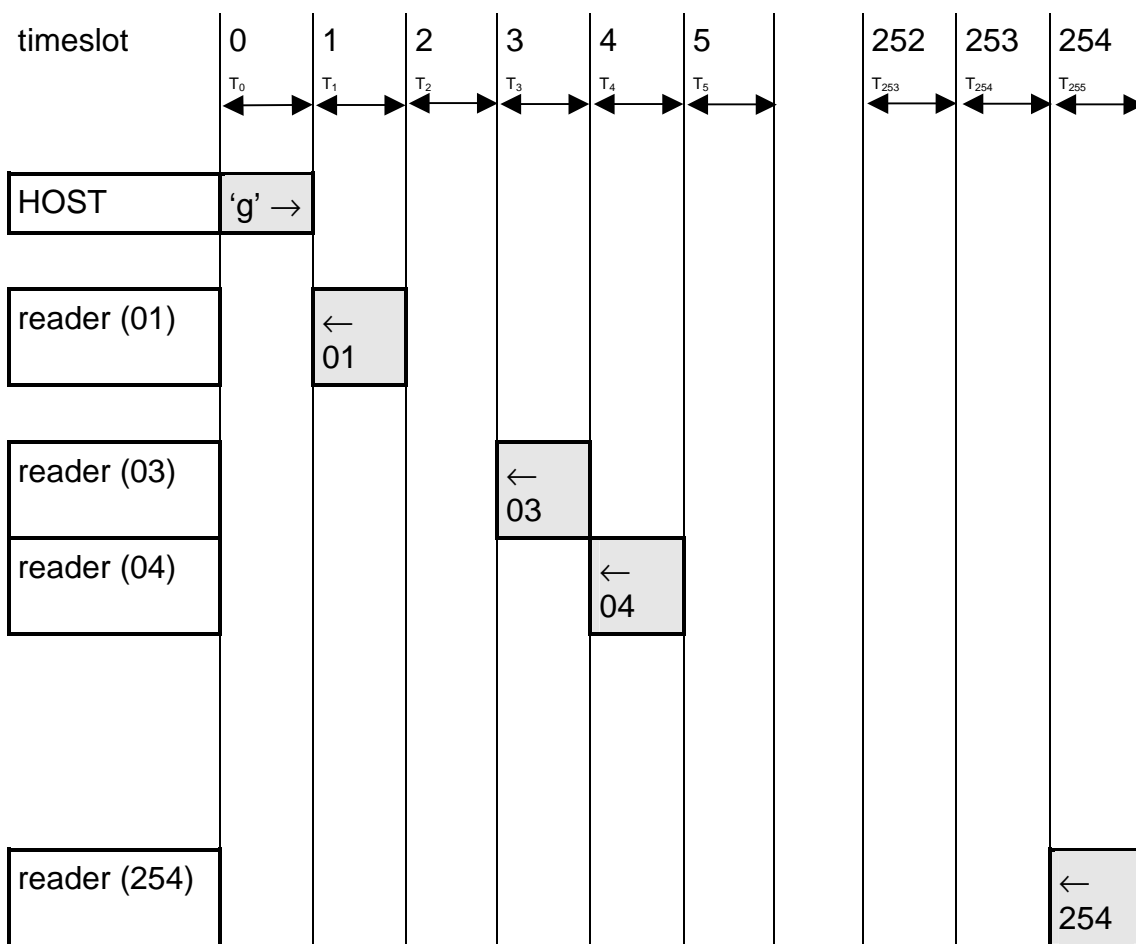 timeslot 0 1 2 3 4 5 252 253 254
T₀ T₁ T₂ T₃ T₄ T₅ T₂₅₃ T₂₅₄ T₂₅₅
HOST ‘g’ →
reader (01) ←
01
reader (03) ←
03
reader (04) ←
04
reader (254) ←
254